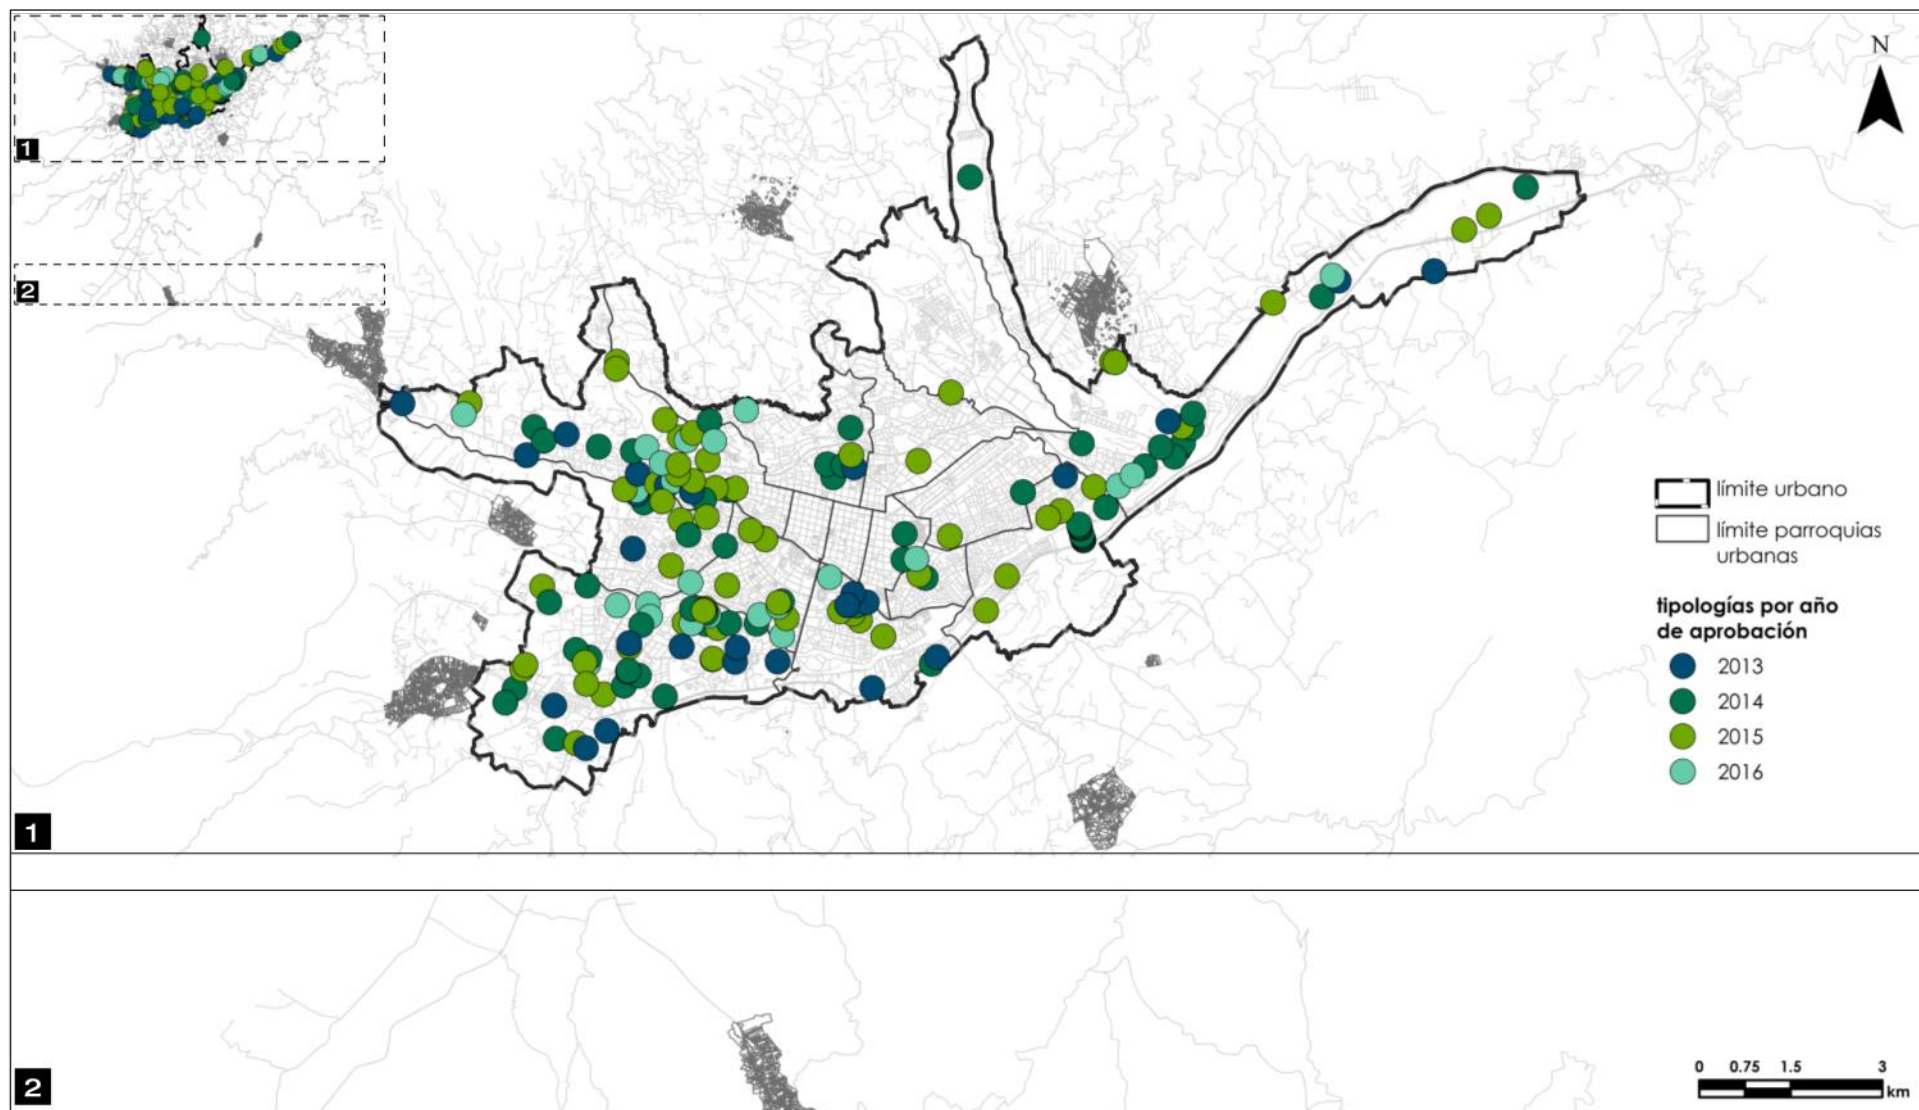 1
2
N
límite urbano
límite parroquias
urbanas
tipologías por año
de aprobación
2013
2014
2015
2016
1
2
0 0.75 1.5 3
km